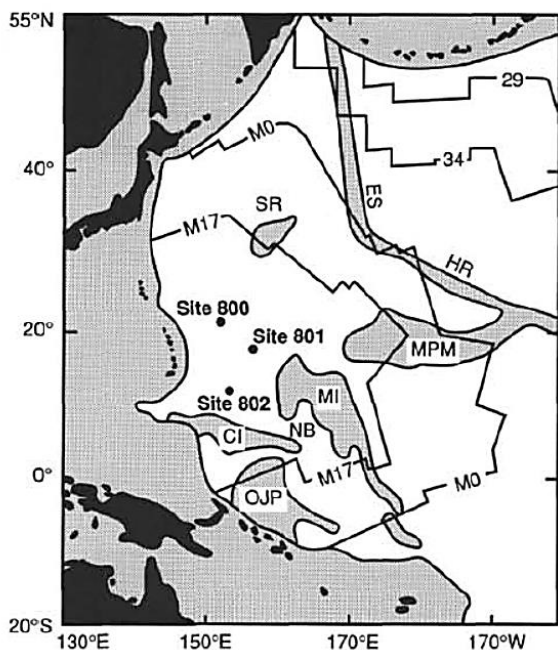 55°N
29
M0
40°
34
ES
SR
M17
HR
Site 800
20°
Site 801
MPM
Site 802
MI
CI
NB
M17
0°
OJP
M0
20°S
130°E
150°E
170°E
170°W